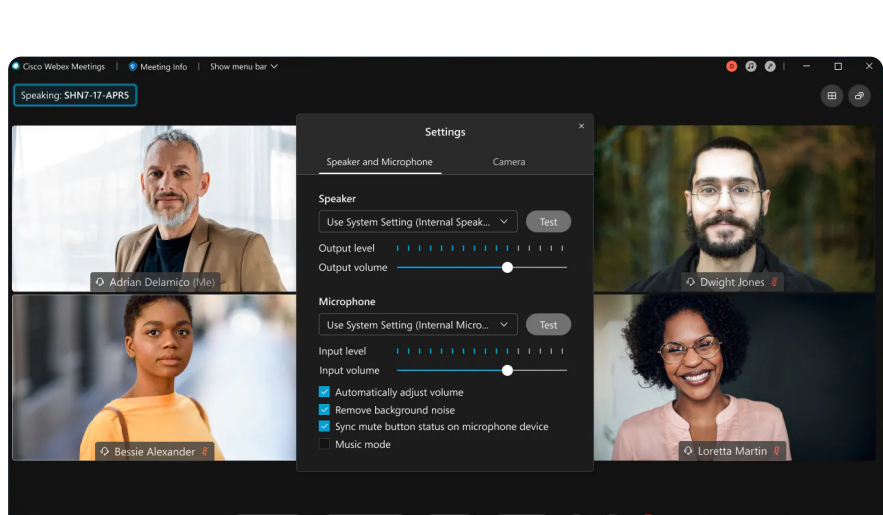 Cisco Webex Meetings | Meeting Info | Show menu bar
Speaking: SHN7-17-APR5
Settings
Speaker and Microphone Camera
Speaker
Use System Setting (Internal Speak... Test
Output level
Output volume
Adrian Delamico (Me)
Dwight Jones
Microphone
Use System Setting (Internal Micro... Test
Input level
Input volume
Automatically adjust volume
Remove background noise
Sync mute button status on microphone device
Music mode
Bessie Alexander
Loretta Martin